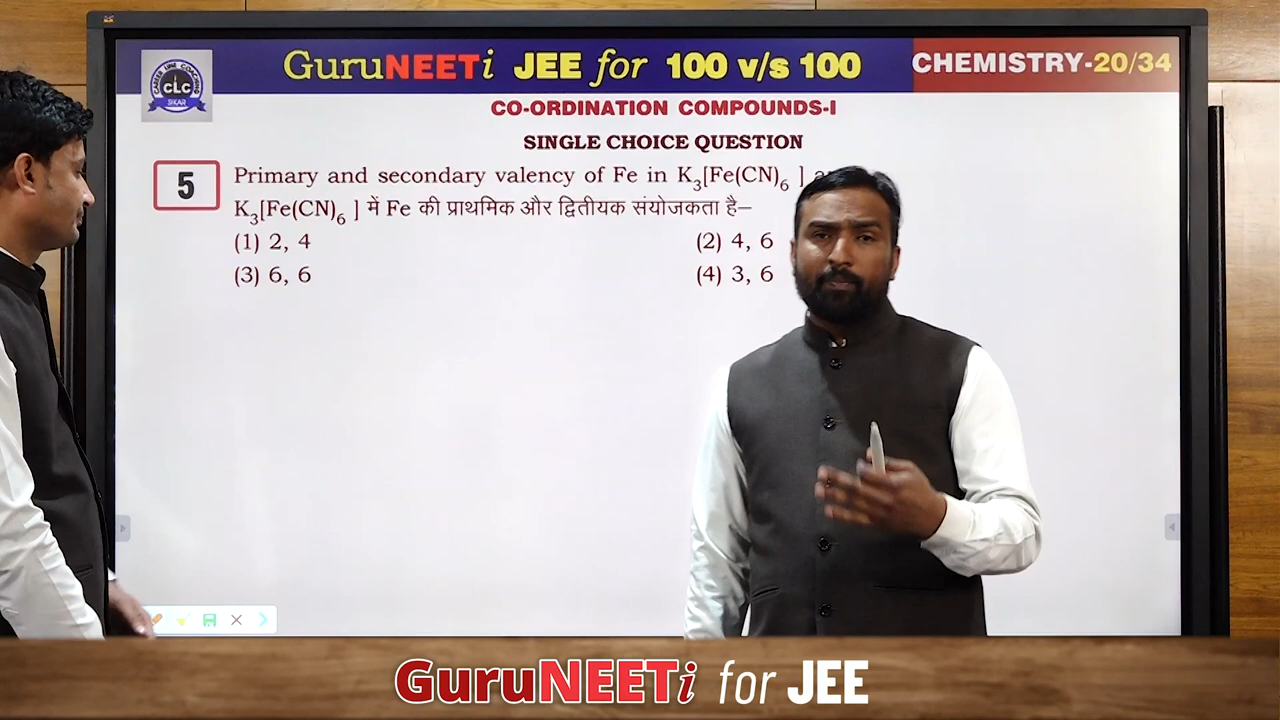 GuruNEETi JEE for 100 v/s 100
CHEMISTRY-20/34
CLC
SIKAR
CO-ORDINATION COMPOUNDS-I
SINGLE CHOICE QUESTION
5
Primary and secondary valency of Fe in K₃[Fe(CN)₆ ]
K₃[Fe(CN)₆ ] में Fe की प्राथमिक और द्वितीयक संयोजकता है–
(1) 2, 4 (2) 4, 6
(3) 6, 6 (4) 3, 6
GuruNEETi for JEE